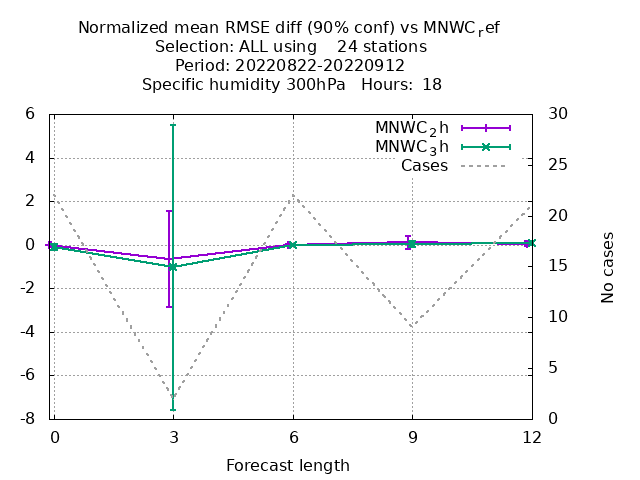 Normalized mean RMSE diff (90% conf) vs MNWC_ref
Selection: ALL using    24 stations
Period: 20220822-20220912
Specific humidity 300hPa   Hours: 18
6
4
2
0
-2
-4
-6
-8
30
25
20
15
10
5
0
MNWC_2h
MNWC_3h
Cases
No cases
0 3 6 9 12
Forecast length